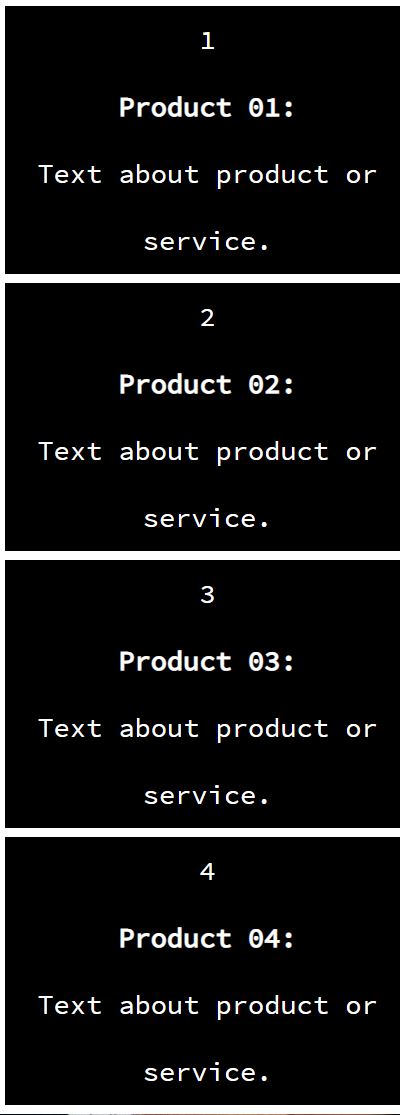 1
Product 01:
Text about product or
service.
2
Product 02:
Text about product or
service.
3
Product 03:
Text about product or
service.
4
Product 04:
Text about product or
service.